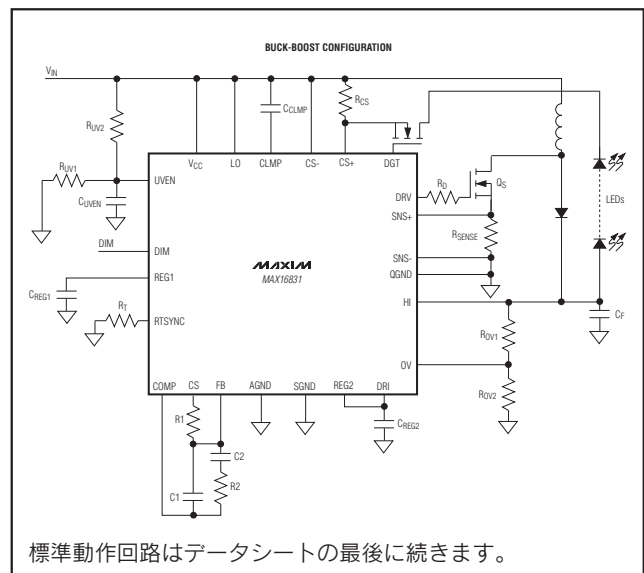 BUCK-BOOST CONFIGURATION
VIN
RUV2
RUV1
CUVEN
CCLMP
RCS
VCC
LO
CLMP
CS-
CS+
DGT
UVEN
DIM
DIM
REG1
CREG1
RT
RTSYNC
MAXIM
MAX16831
DRV
RD
QS
SNS+
RSENSE
SNS-
QGND
HI
OV
LEDs
CF
ROV1
ROV2
COMP
CS
FB
AGND
SGND
REG2
DRI
CREG2
R1
C2
C1
R2
標準動作回路はデータシートの最後に続きます。